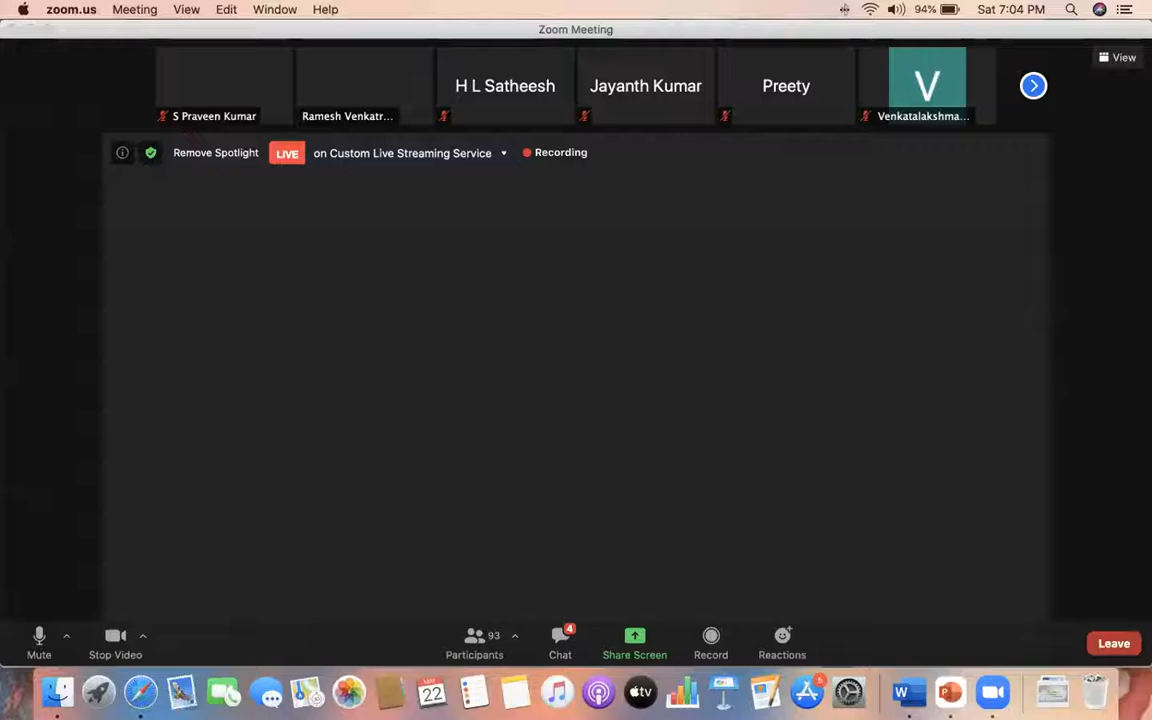 zoom.us Meeting View Edit Window Help 94% Sat 7:04 PM
Zoom Meeting
View
H L Satheesh Jayanth Kumar Preety V
S Praveen Kumar Ramesh Venkatr... Venkatalakshma...
Remove Spotlight LIVE on Custom Live Streaming Service Recording
93 4
Mute Stop Video Participants Chat Share Screen Record Reactions Leave
5
22 tv W P